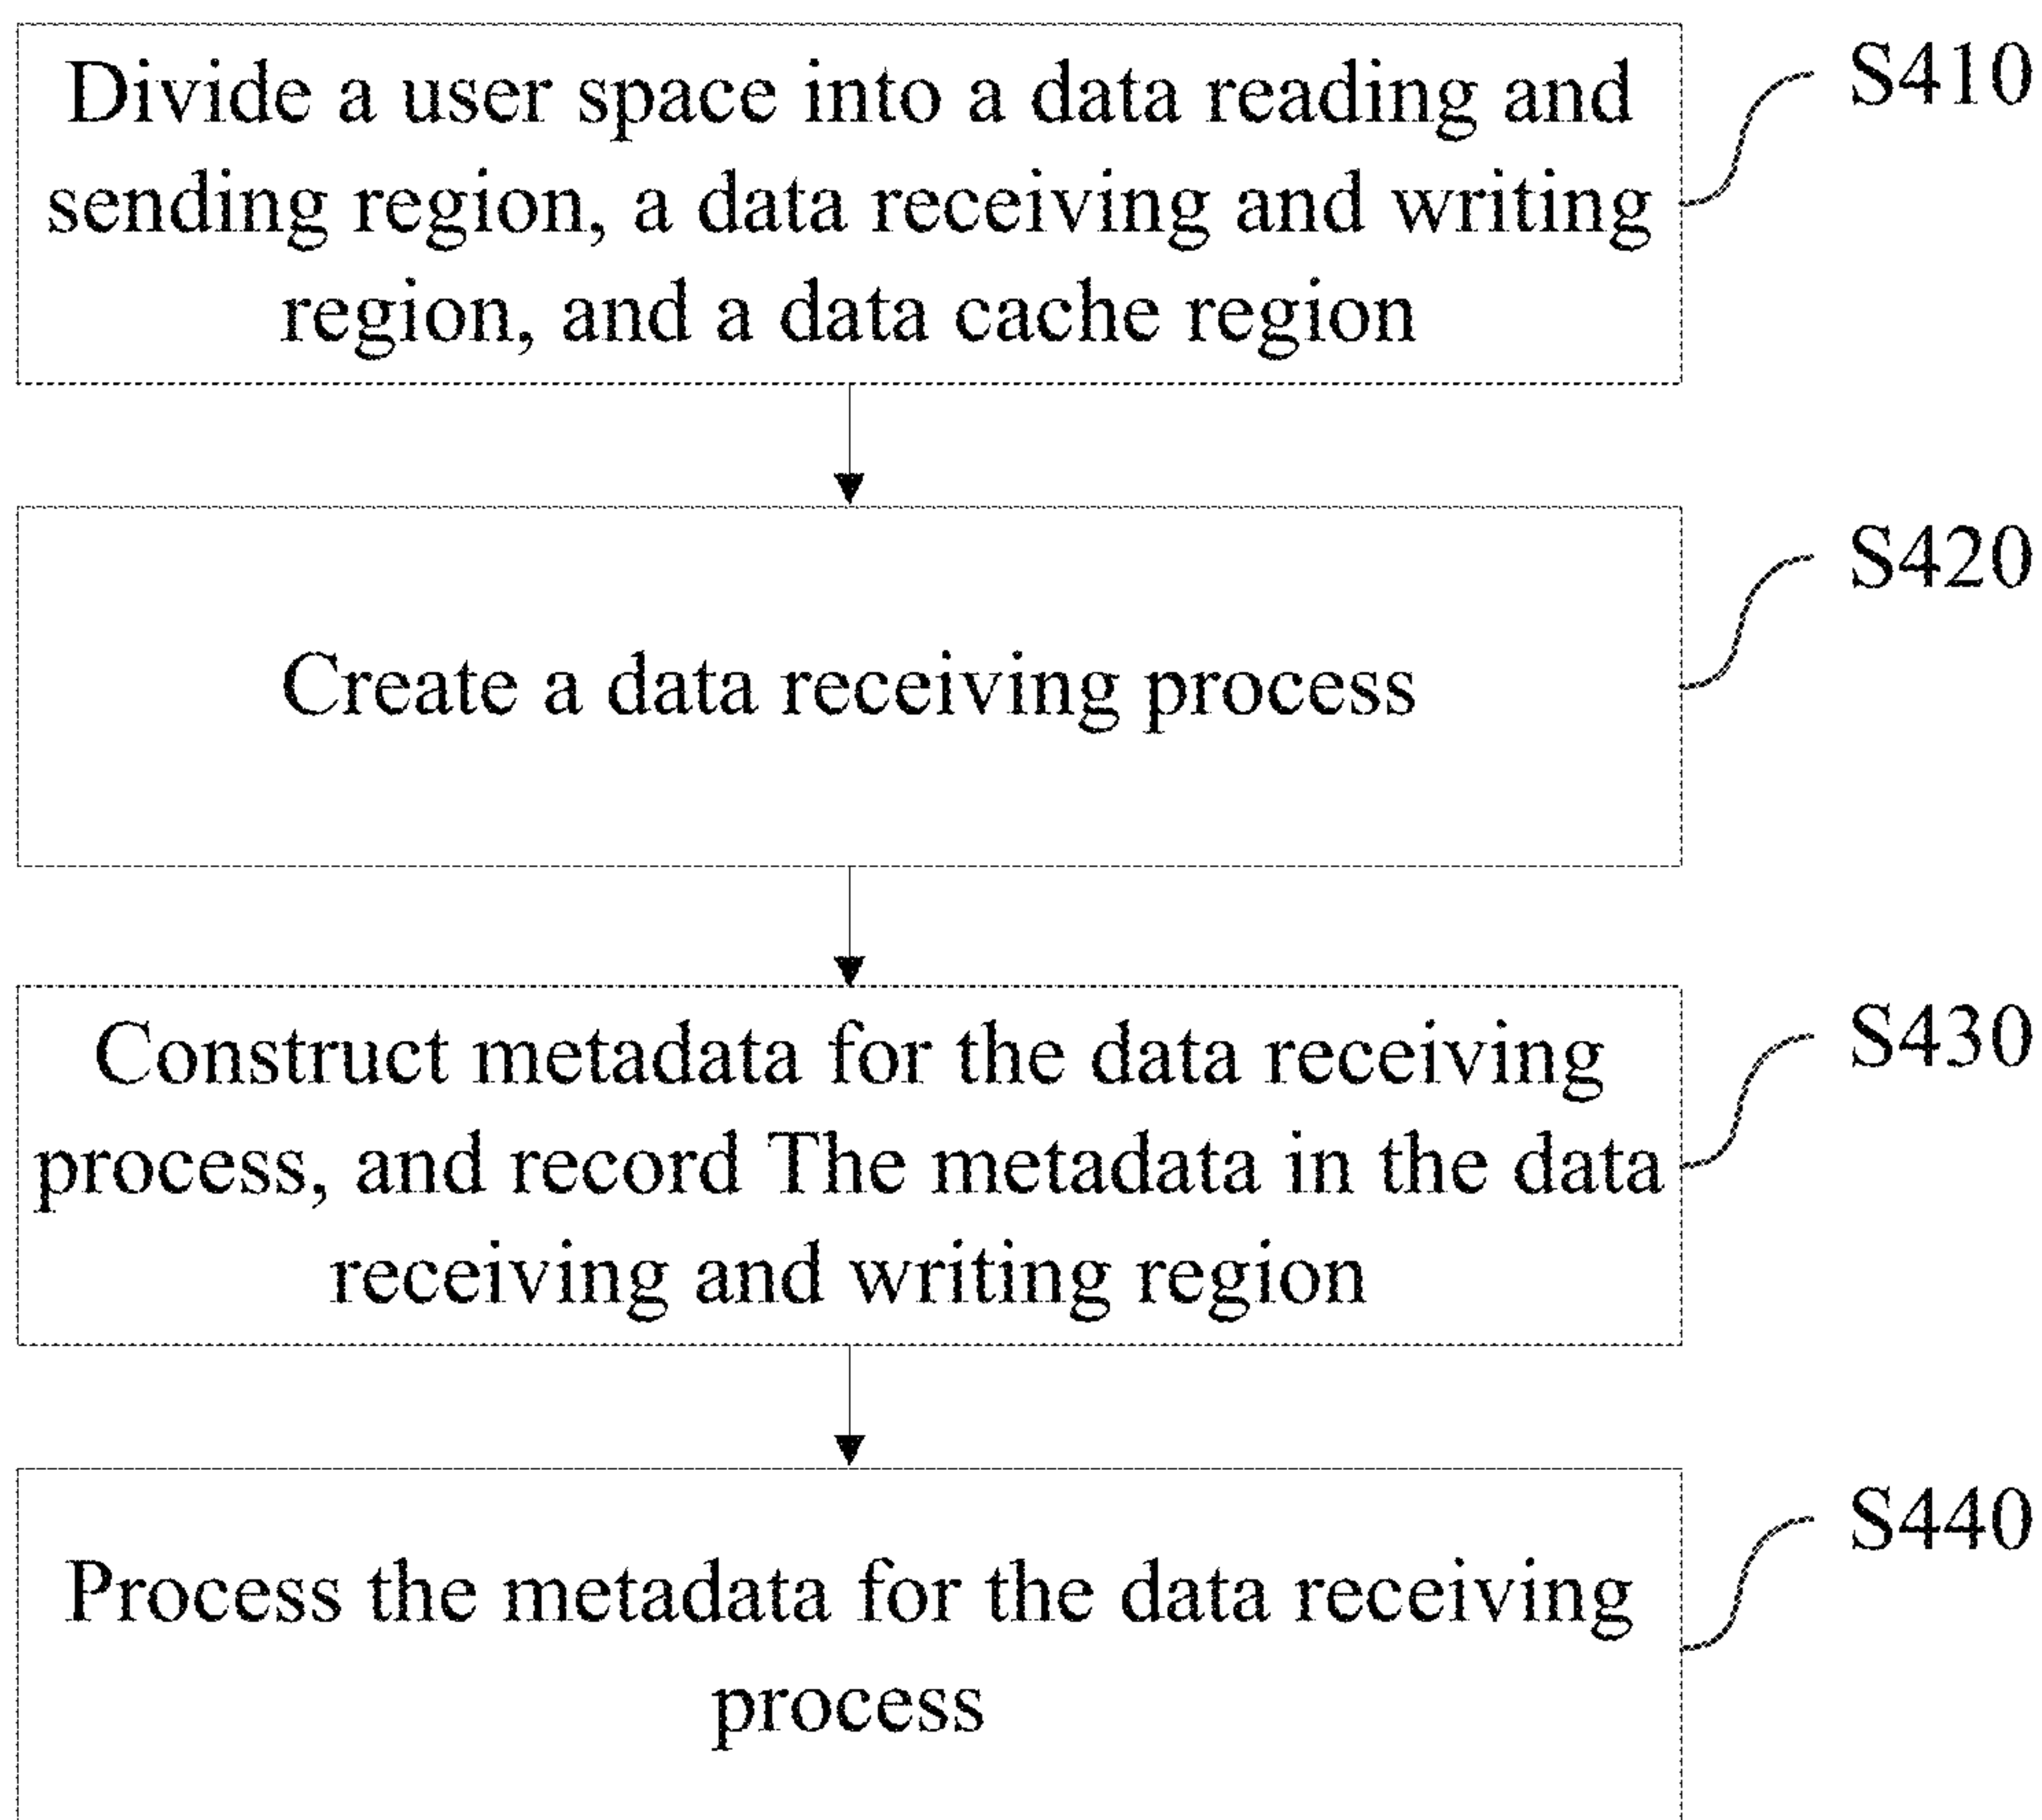 Divide a user space into a data reading and
sending region, a data receiving and writing
region, and a data cache region
S410
Create a data receiving process
S420
Construct metadata for the data receiving
process, and record The metadata in the data
receiving and writing region
S430
Process the metadata for the data receiving
process
S440